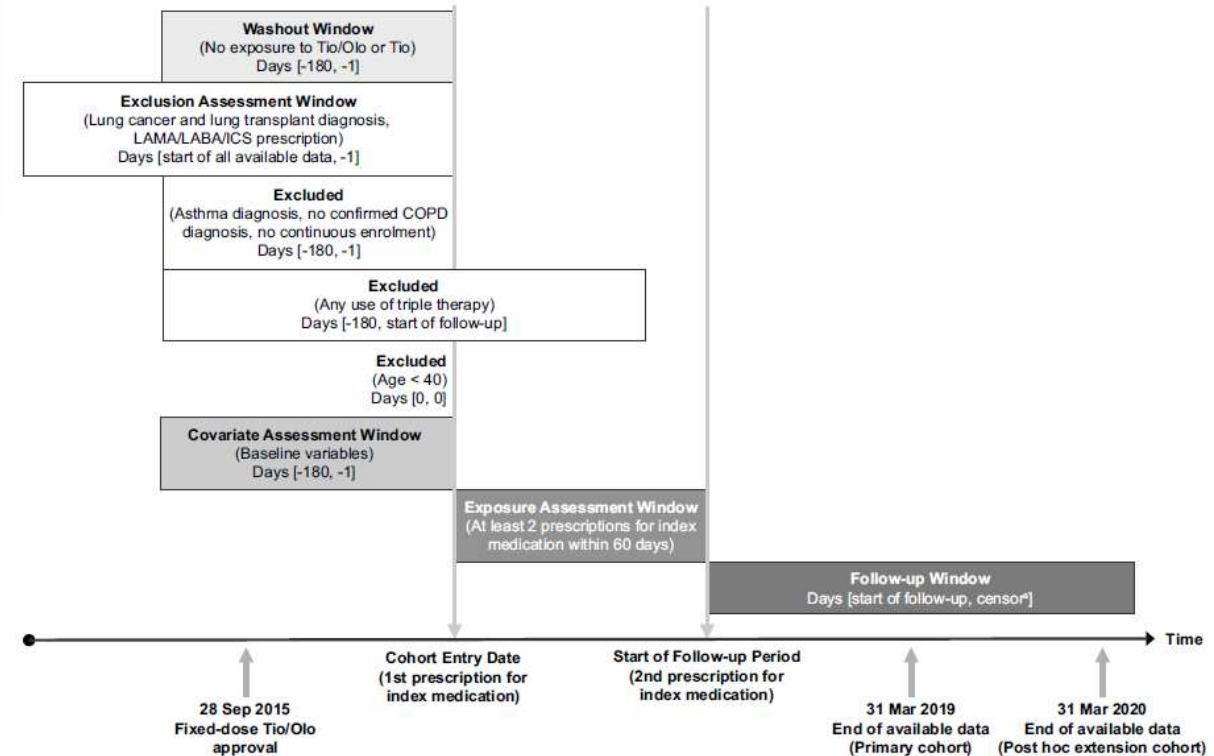 Washout Window
(No exposure to Tio/Olo or Tio)
Days [-180, -1]
Exclusion Assessment Window
(Lung cancer and lung transplant diagnosis,
LAMA/LABA/ICS prescription)
Days [start of all available data, -1]
Excluded
(Asthma diagnosis, no confirmed COPD
diagnosis, no continuous enrolment)
Days [-180, -1]
Excluded
(Any use of triple therapy)
Days [-180, start of follow-up]
Excluded
(Age < 40)
Days [0, 0]
Covariate Assessment Window
(Baseline variables)
Days [-180, -1]
Exposure Assessment Window
(At least 2 prescriptions for index
medication within 60 days)
Follow-up Window
Days [start of follow-up, censorª]
Time
Cohort Entry Date
(1st prescription for
index medication)
Start of Follow-up Period
(2nd prescription for
index medication)
28 Sep 2015
Fixed-dose Tio/Olo
approval
31 Mar 2019
End of available data
(Primary cohort)
31 Mar 2020
End of available data
(Post hoc extension cohort)